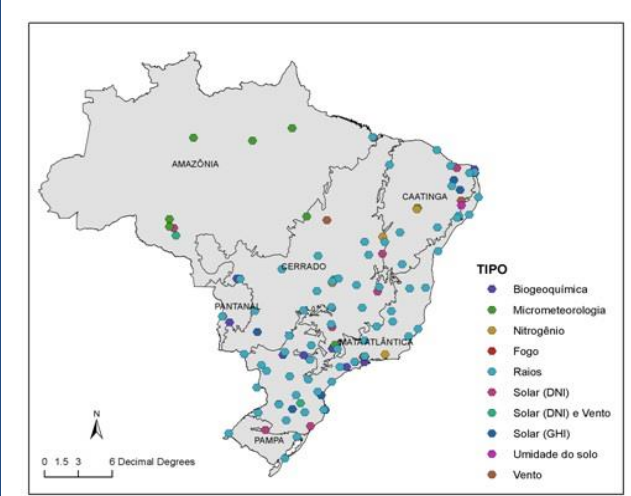 AMAZÔNIA
CAATINGA
CERRADO
PANTANAL
MATA ATLÂNTICA
PAMPA
TIPO
Biogeoquímica
Micrometeorologia
Nitrogênio
Fogo
Raios
Solar (DNI)
Solar (DNI) e Vento
Solar (GHI)
Umidade do solo
Vento
N
0 1.5 3 6 Decimal Degrees